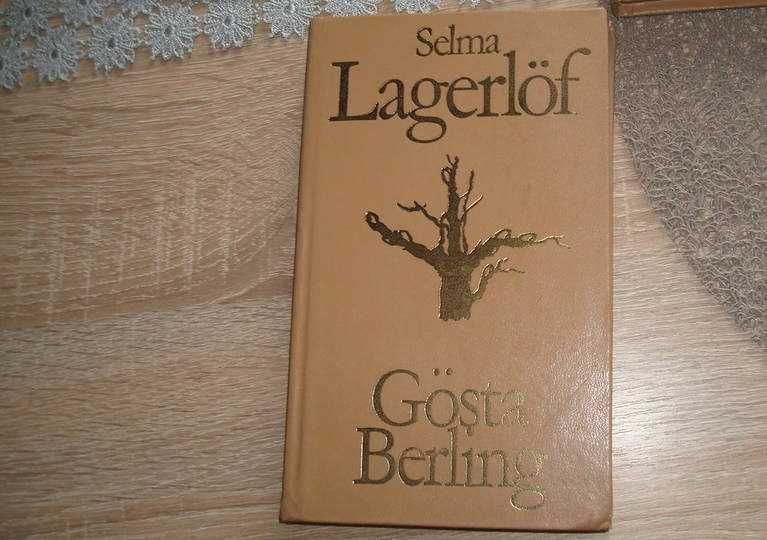 Selma
Lagerlöf
Gösta
Berling